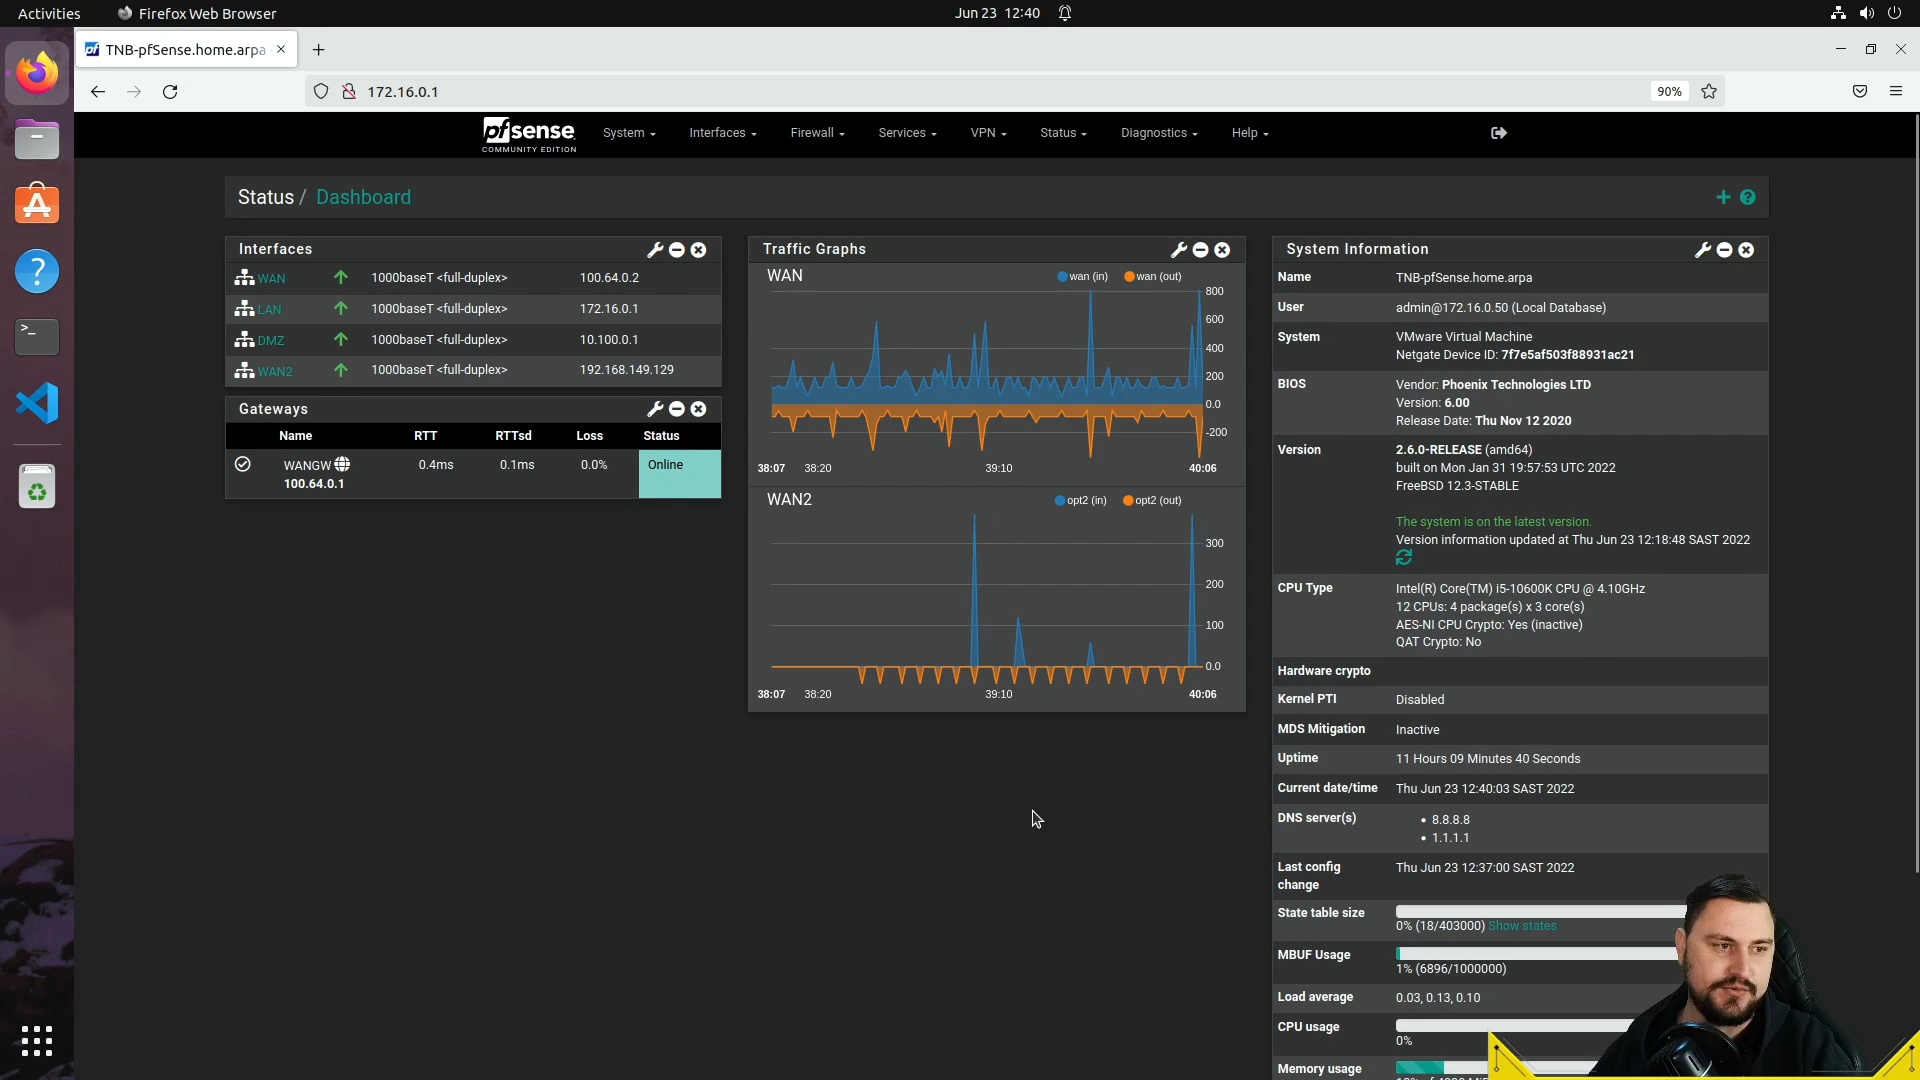 Activities
Firefox Web Browser
Jun 23 12:40
TNB-pfSense.home.arpa
172.16.0.1
90%
pfsense
COMMUNITY EDITION
System
Interfaces
Firewall
Services
VPN
Status
Diagnostics
Help
Status / Dashboard
Interfaces
WAN 1000baseT <full-duplex> 100.64.0.2
LAN 1000baseT <full-duplex> 172.16.0.1
DMZ 1000baseT <full-duplex> 10.100.0.1
WAN2 1000baseT <full-duplex> 192.168.149.129
Gateways
Name RTT RTTsd Loss Status
WANGW 0.4ms 0.1ms 0.0% Online
100.64.0.1
Traffic Graphs
WAN
wan (in) wan (out)
800
600
400
200
0.0
-200
38:07 38:20 39:10 40:06
WAN2
opt2 (in) opt2 (out)
300
200
100
0.0
38:07 38:20 39:10 40:06
System Information
Name TNB-pfSense.home.arpa
User admin@172.16.0.50 (Local Database)
System VMware Virtual Machine
Netgate Device ID: 7f7e5af503f88931ac21
BIOS Vendor: Phoenix Technologies LTD
Version: 6.00
Release Date: Thu Nov 12 2020
Version 2.6.0-RELEASE (amd64)
built on Mon Jan 31 19:57:53 UTC 2022
FreeBSD 12.3-STABLE
The system is on the latest version.
Version information updated at Thu Jun 23 12:18:48 SAST 2022
CPU Type Intel(R) Core(TM) i5-10600K CPU @ 4.10GHz
12 CPUs: 4 package(s) x 3 core(s)
AES-NI CPU Crypto: Yes (inactive)
QAT Crypto: No
Hardware crypto
Kernel PTI Disabled
MDS Mitigation Inactive
Uptime 11 Hours 09 Minutes 40 Seconds
Current date/time Thu Jun 23 12:40:03 SAST 2022
DNS server(s) • 8.8.8.8
• 1.1.1.1
Last config change Thu Jun 23 12:37:00 SAST 2022
State table size
0% (18/403000) Show states
MBUF Usage
1% (6896/1000000)
Load average 0.03, 0.13, 0.10
CPU usage
0%
Memory usage